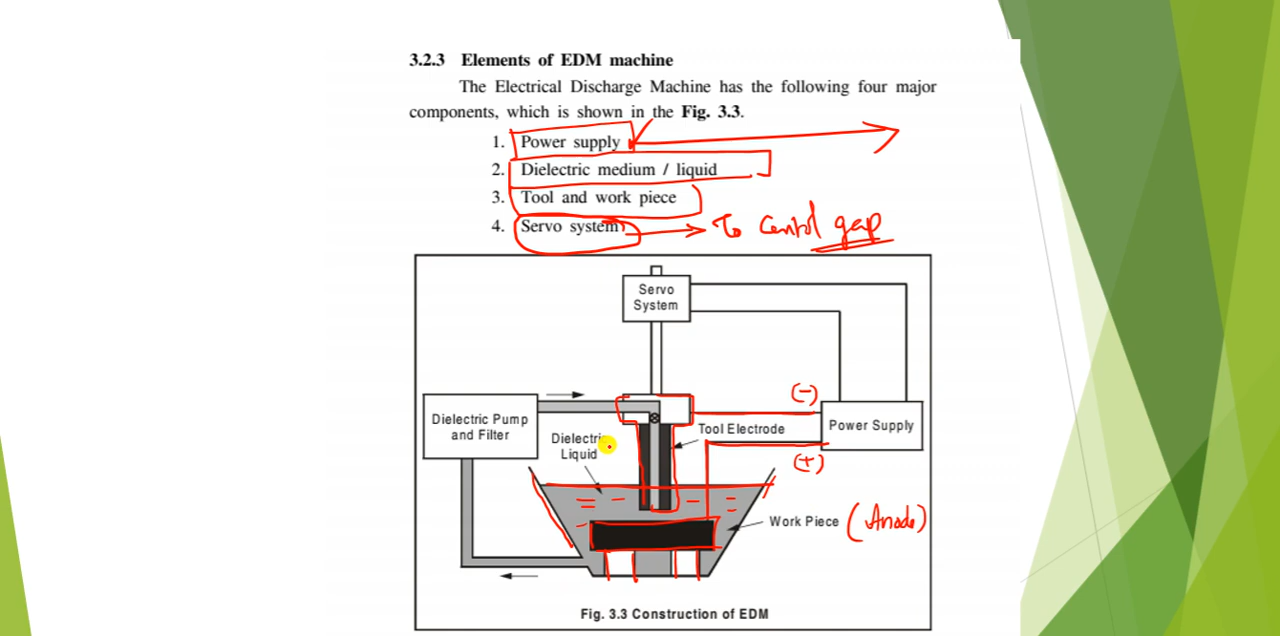 3.2.3 Elements of EDM machine
The Electrical Discharge Machine has the following four major
components, which is shown in the Fig. 3.3.
1. Power supply
2. Dielectric medium / liquid
3. Tool and work piece
4. Servo system → To Control gap
Servo
System
(-)
Dielectric Pump
and Filter
Dielectric
Liquid
Tool Electrode
Power Supply
(+)
Work Piece (Anode)
Fig. 3.3 Construction of EDM